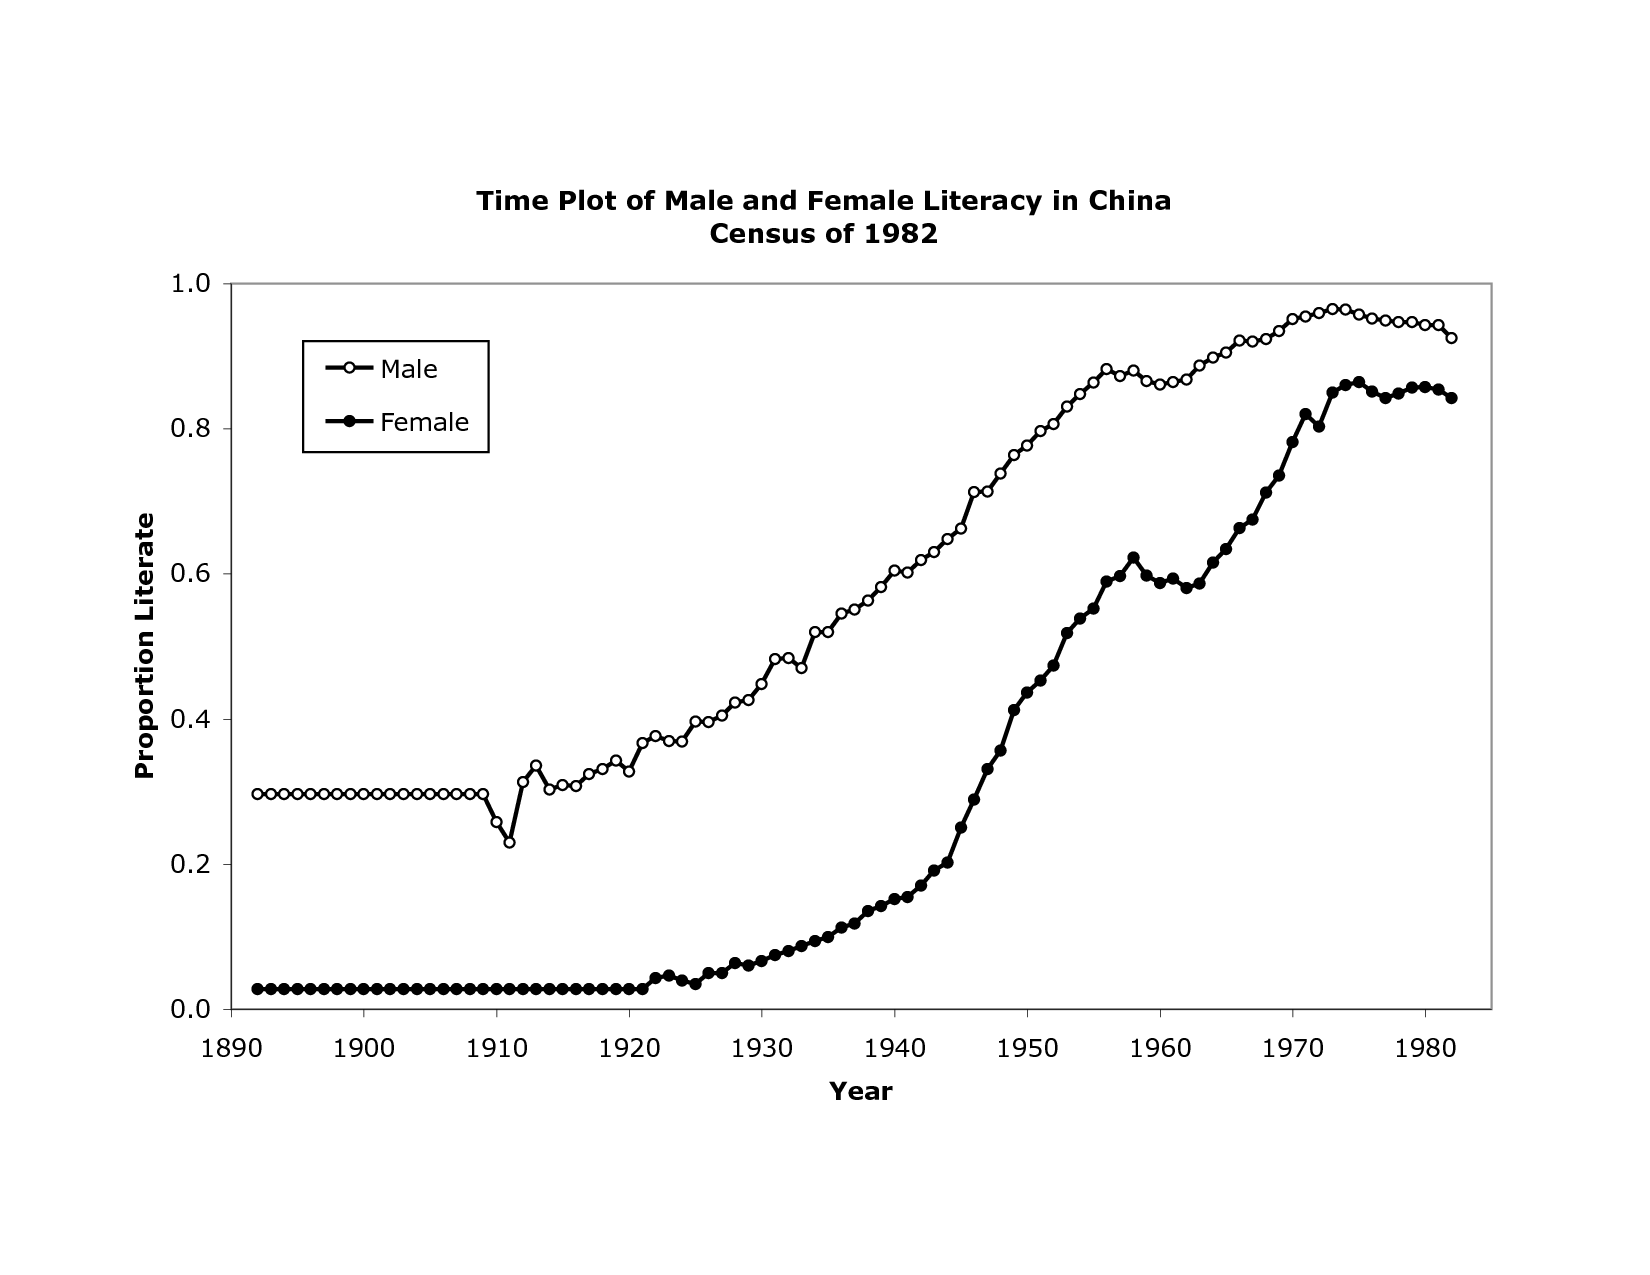 Time Plot of Male and Female Literacy in China
Census of 1982
1.0
Male
Female
0.8
0.6
0.4
0.2
0.0
Proportion Literate
1890 1900 1910 1920 1930 1940 1950 1960 1970 1980
Year